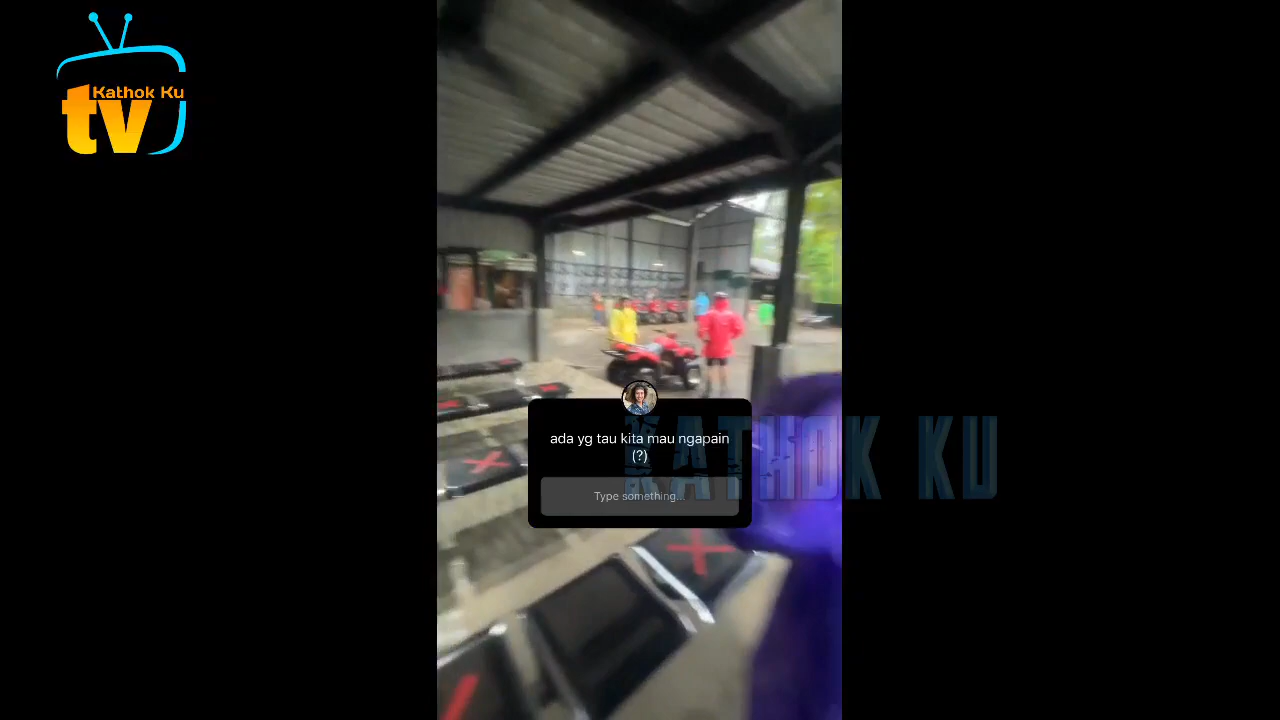 Kathok Ku
tv
ada yg tau kita mau ngapain
(?)
Type something...
KATHOK KU